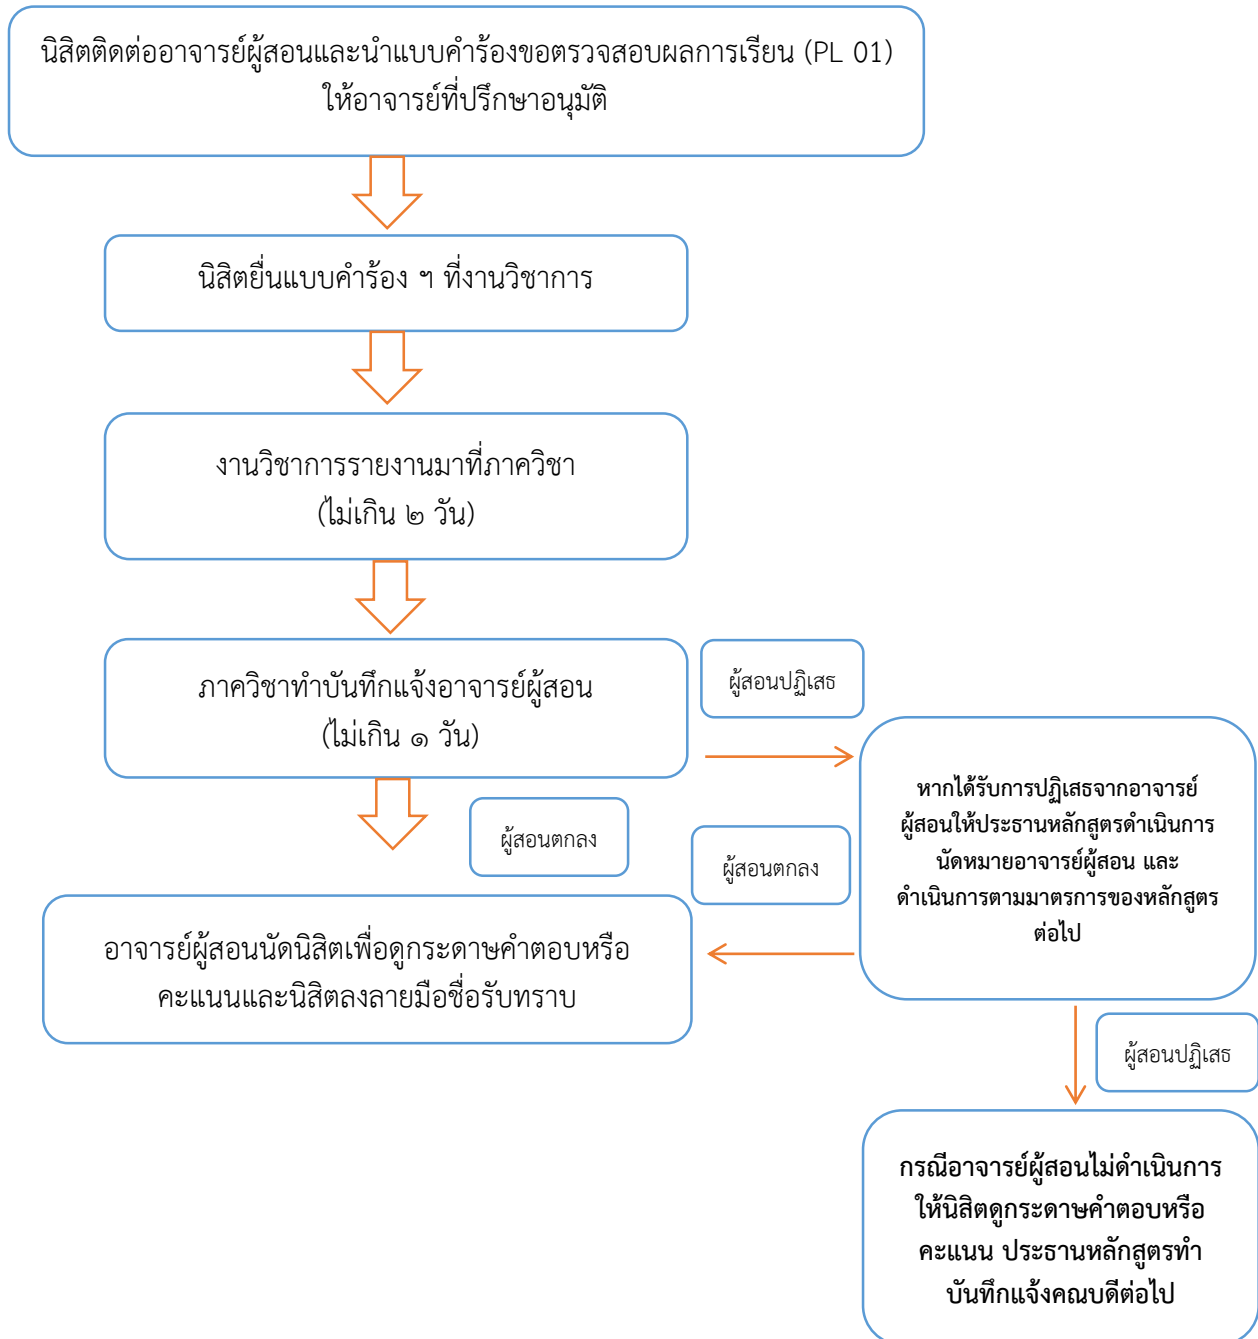 นิสิตติดต่ออาจารย์ผู้สอนและนำแบบคำร้องขอตรวจสอบผลการเรียน (PL 01)
ให้อาจารย์ที่ปรึกษาอนุมัติ
นิสิตยื่นแบบคำร้อง ฯ ที่งานวิชาการ
งานวิชาการรายงานมาที่ภาควิชา
(ไม่เกิน ๒ วัน)
ภาควิชาทำบันทึกแจ้งอาจารย์ผู้สอน
(ไม่เกิน ๑ วัน)
ผู้สอนปฏิเสธ
หากได้รับการปฏิเสธจากอาจารย์
ผู้สอนให้ประธานหลักสูตรดำเนินการ
นัดหมายอาจารย์ผู้สอน และ
ดำเนินการตามมาตรการของหลักสูตร
ต่อไป
ผู้สอนตกลง
ผู้สอนตกลง
อาจารย์ผู้สอนนัดนิสิตเพื่อดูกระดาษคำตอบหรือ
คะแนนและนิสิตลงลายมือชื่อรับทราบ
ผู้สอนปฏิเสธ
กรณีอาจารย์ผู้สอนไม่ดำเนินการ
ให้นิสิตดูกระดาษคำตอบหรือ
คะแนน ประธานหลักสูตรทำ
บันทึกแจ้งคณบดีต่อไป